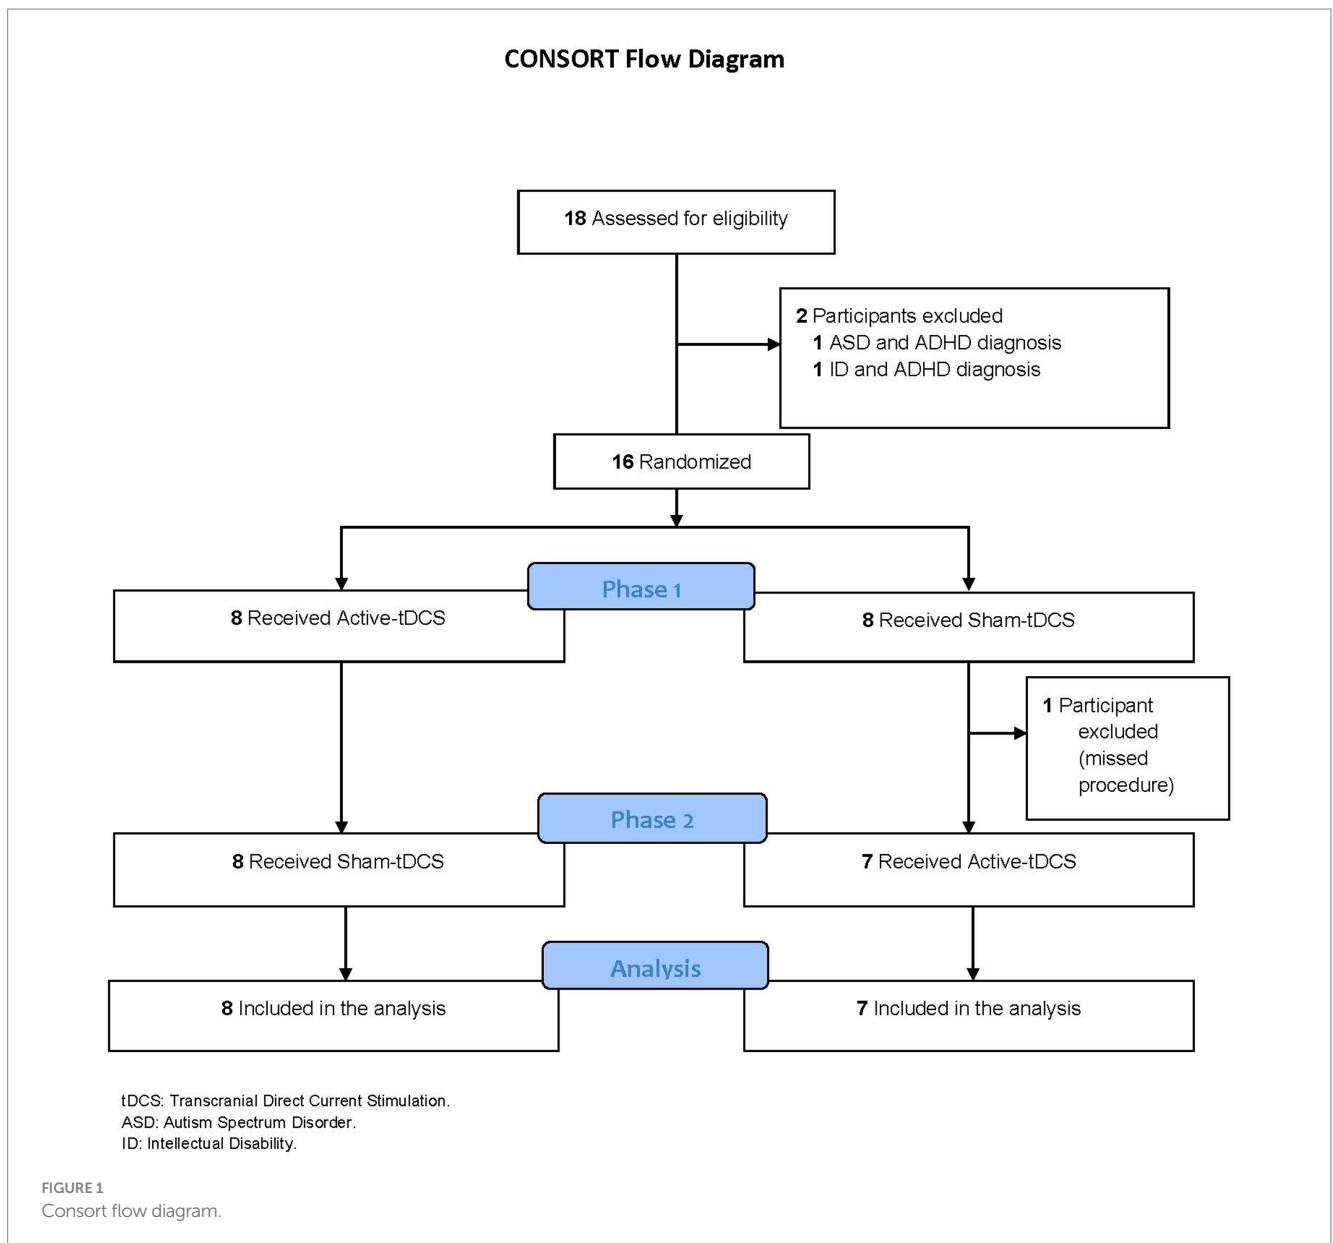 CONSORT Flow Diagram
18 Assessed for eligibility
2 Participants excluded
1 ASD and ADHD diagnosis
1 ID and ADHD diagnosis
16 Randomized
Phase 1
8 Received Active-tDCS
8 Received Sham-tDCS
1 Participant
excluded
(missed
procedure)
Phase 2
8 Received Sham-tDCS
7 Received Active-tDCS
Analysis
8 Included in the analysis
7 Included in the analysis
tDCS: Transcranial Direct Current Stimulation.
ASD: Autism Spectrum Disorder.
ID: Intellectual Disability.
FIGURE 1
Consort flow diagram.